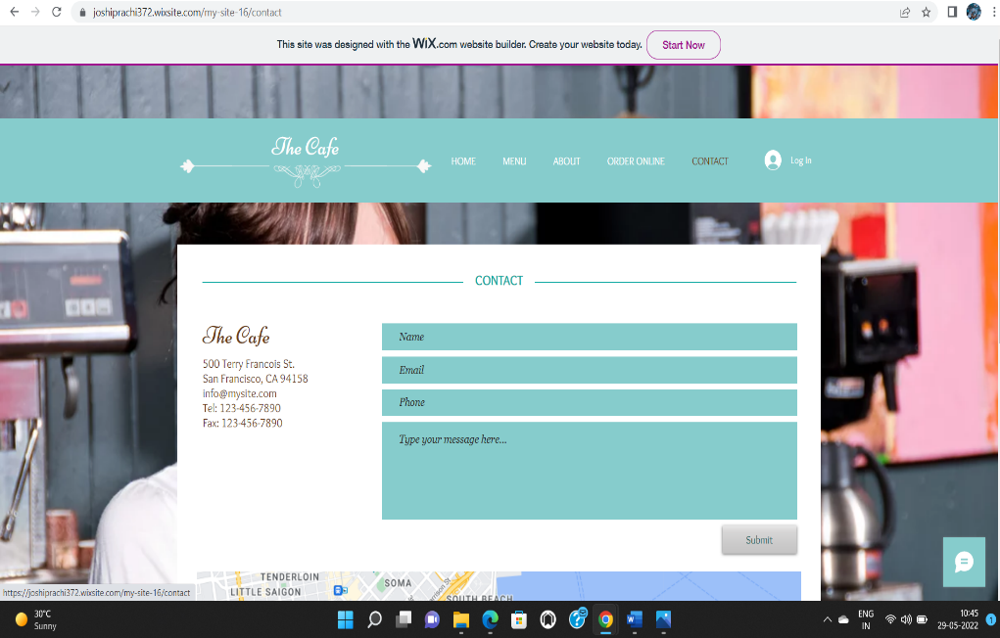 joshiprachi372.wixsite.com/my-site-16/contact
This site was designed with the WiX.com website builder. Create your website today. Start Now
The Cafe
HOME MENU ABOUT ORDER ONLINE CONTACT Log In
CONTACT
The Cafe
500 Terry Francois St.
San Francisco, CA 94158
info@mysite.com
Tel: 123-456-7890
Fax: 123-456-7890
Name
Email
Phone
Type your message here...
Submit
TENDERLOIN
SOMA
LITTLE SAIGON
SOUTH BEACH
https://joshiprachi372.wixsite.com/my-site-16/contact
30°C
Sunny
ENG
IN
10:45
29-05-2022
1